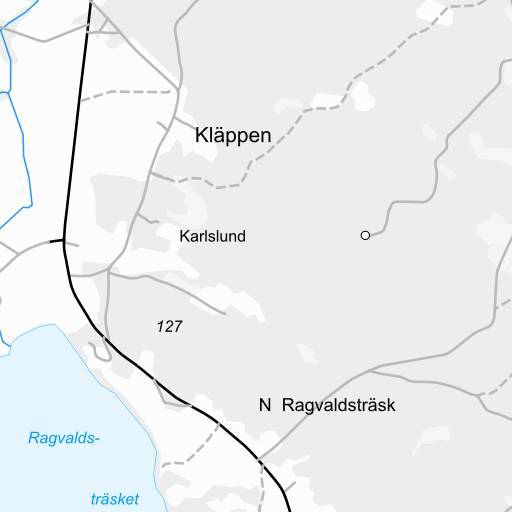 Kläppen
Karlslund
127
N Ragvaldsträsk
Ragvalds-
träsket